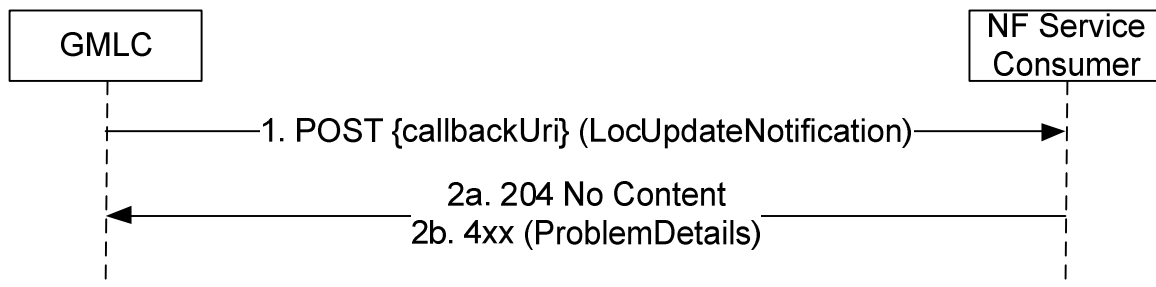 GMLC
NF Service
Consumer
1. POST {callbackUri} (LocUpdateNotification)
2a. 204 No Content
2b. 4xx (ProblemDetails)